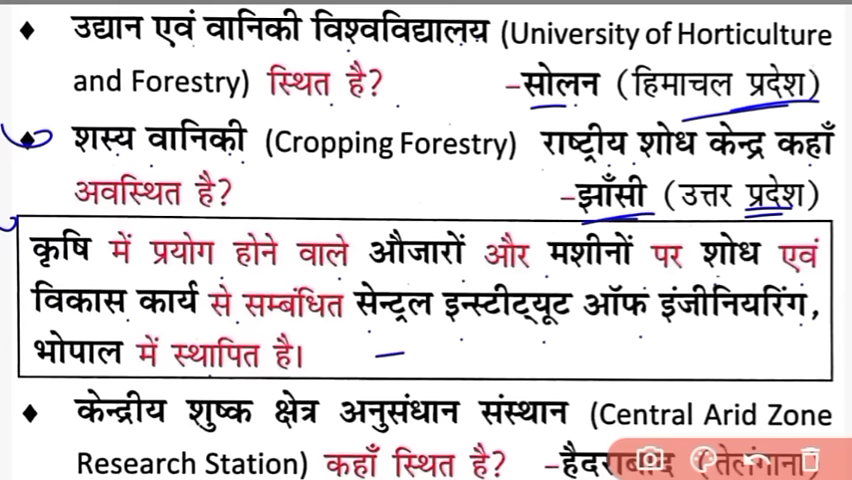 ♦ उद्यान एवं वानिकी विश्वविद्यालय (University of Horticulture
and Forestry) स्थित है? –सोलन (हिमाचल प्रदेश)
♦ शस्य वानिकी (Cropping Forestry) राष्ट्रीय शोध केन्द्र कहाँ
अवस्थित है? –झाँसी (उत्तर प्रदेश)
कृषि में प्रयोग होने वाले औजारों और मशीनों पर शोध एवं
विकास कार्य से सम्बंधित सेन्ट्रल इन्स्टीट्यूट ऑफ इंजीनियरिंग,
भोपाल में स्थापित है।
♦ केन्द्रीय शुष्क क्षेत्र अनुसंधान संस्थान (Central Arid Zone
Research Station) कहाँ स्थित है? –हैदराबाद (तेलंगाना)